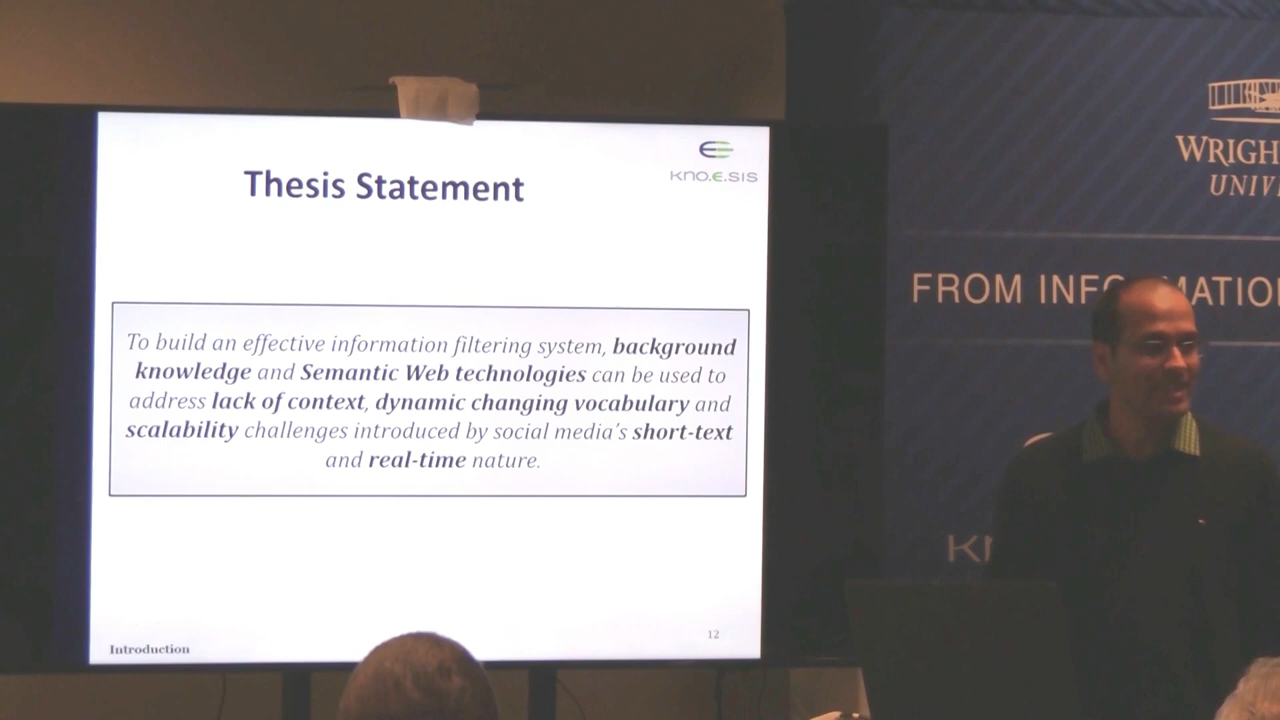 Thesis Statement
KNO.E.SIS
To build an effective information filtering system, background
knowledge and Semantic Web technologies can be used to
address lack of context, dynamic changing vocabulary and
scalability challenges introduced by social media's short-text
and real-time nature.
12
Introduction
WRIGH
UNIV
FROM INFO MATIO
KN